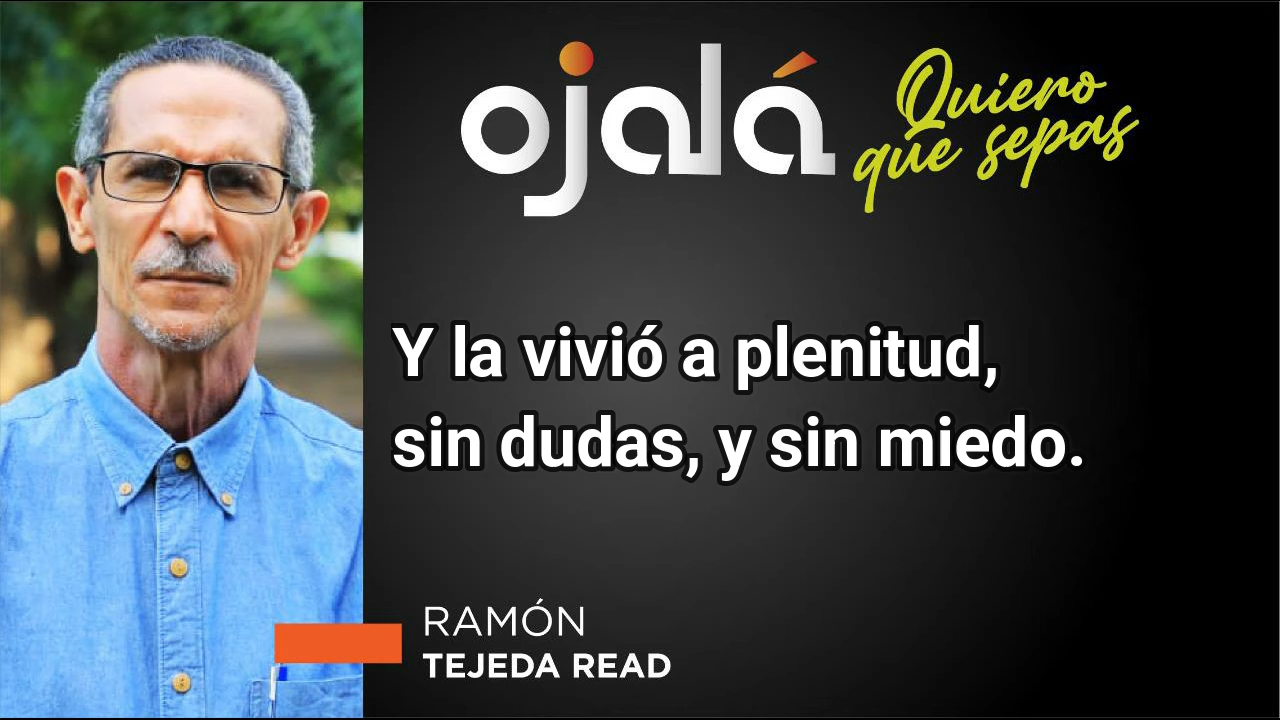 ojalá
Quiero
que sepas
Y la vivió a plenitud,
sin dudas, y sin miedo.
RAMÓN
TEJEDA READ